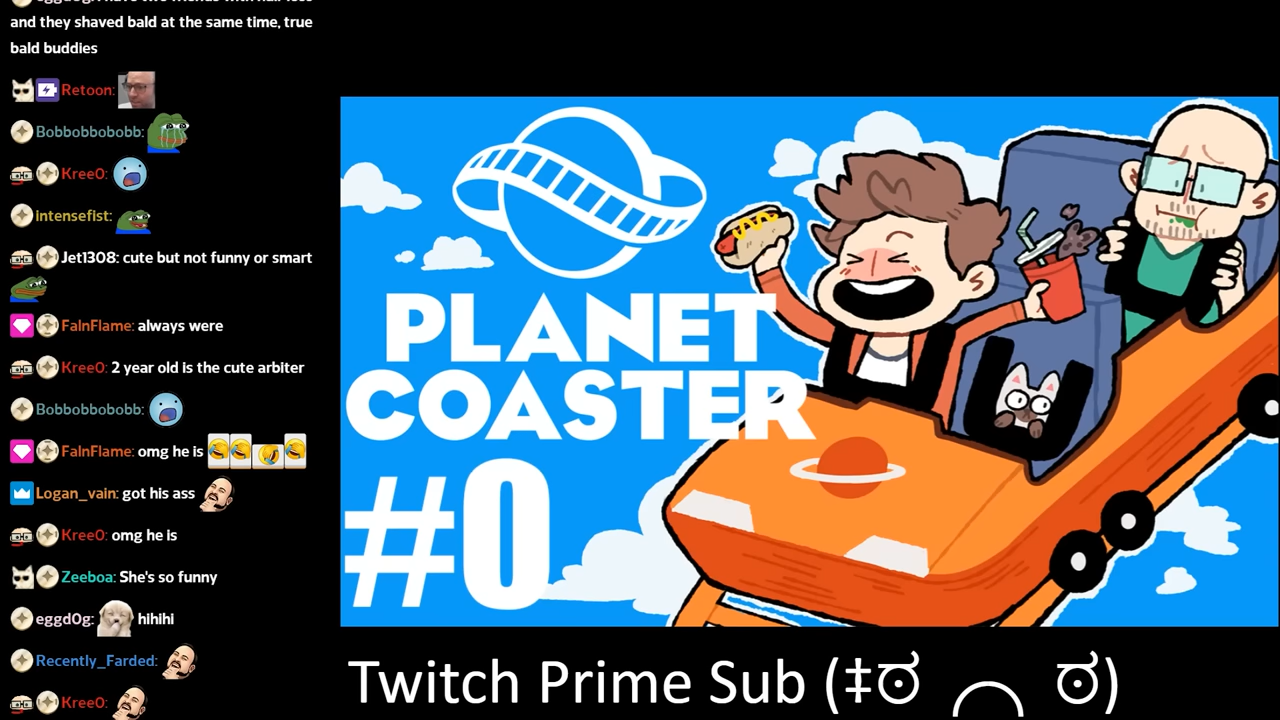 and they shaved bald at the same time, true
bald buddies
Retoon:
Bobbobbobobb:
KreeO:
intensefist:
Jet1308: cute but not funny or smart
FalnFlame: always were
KreeO: 2 year old is the cute arbiter
Bobbobbobobb:
FalnFlame: omg he is
Logan_vain: got his ass
KreeO: omg he is
Zeeboa: She's so funny
eggd0g: hihihi
Recently_Farded:
KreeO:
PLANET
COASTER
#0
Twitch Prime Sub (‡ಠ ⁔ ಠ)